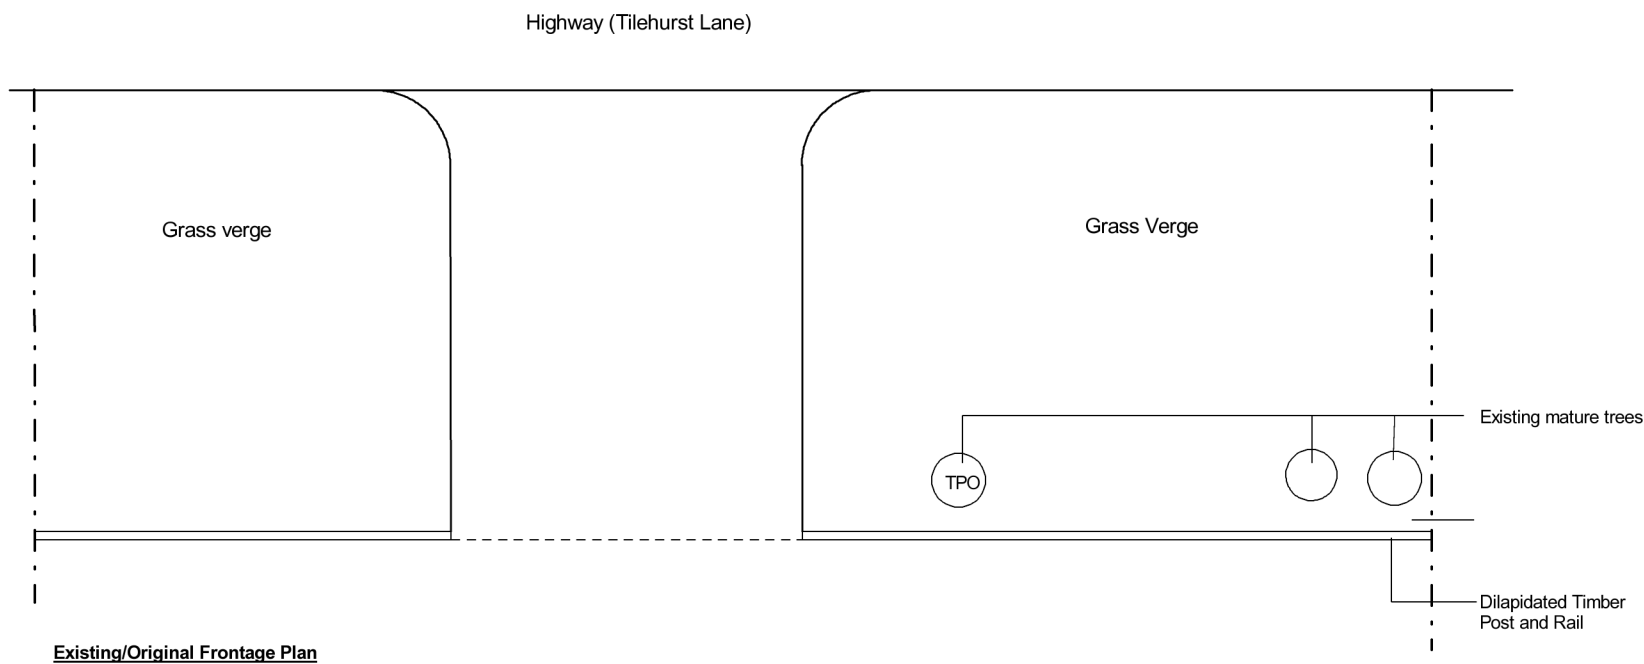 Highway (Tilehurst Lane)
Grass verge
Grass Verge
Existing mature trees
TPO
Dilapidated Timber
Post and Rail
Existing/Original Frontage Plan